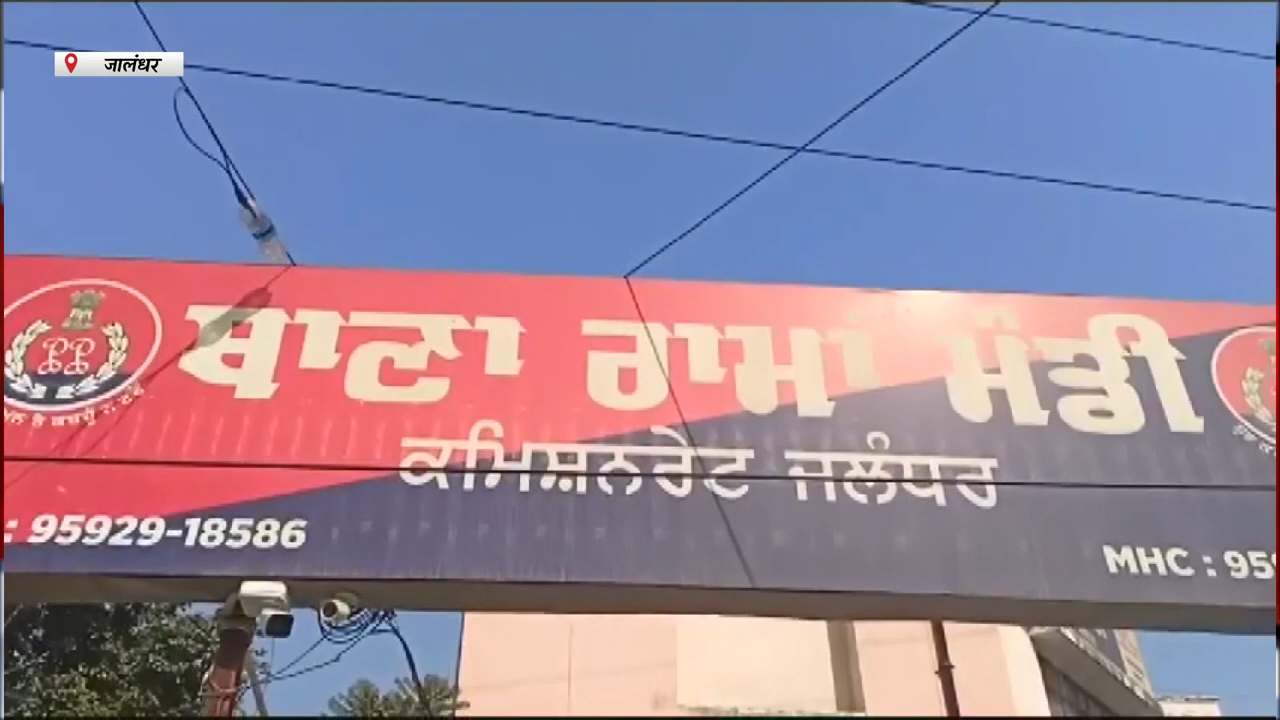 जालंधर
ਥਾਣਾ ਰਾਮਾਂ ਮੰਡੀ
ਕਮਿਸ਼ਨਰੇਟ ਜਲੰਧਰ
: 95929-18586
MHC : 959